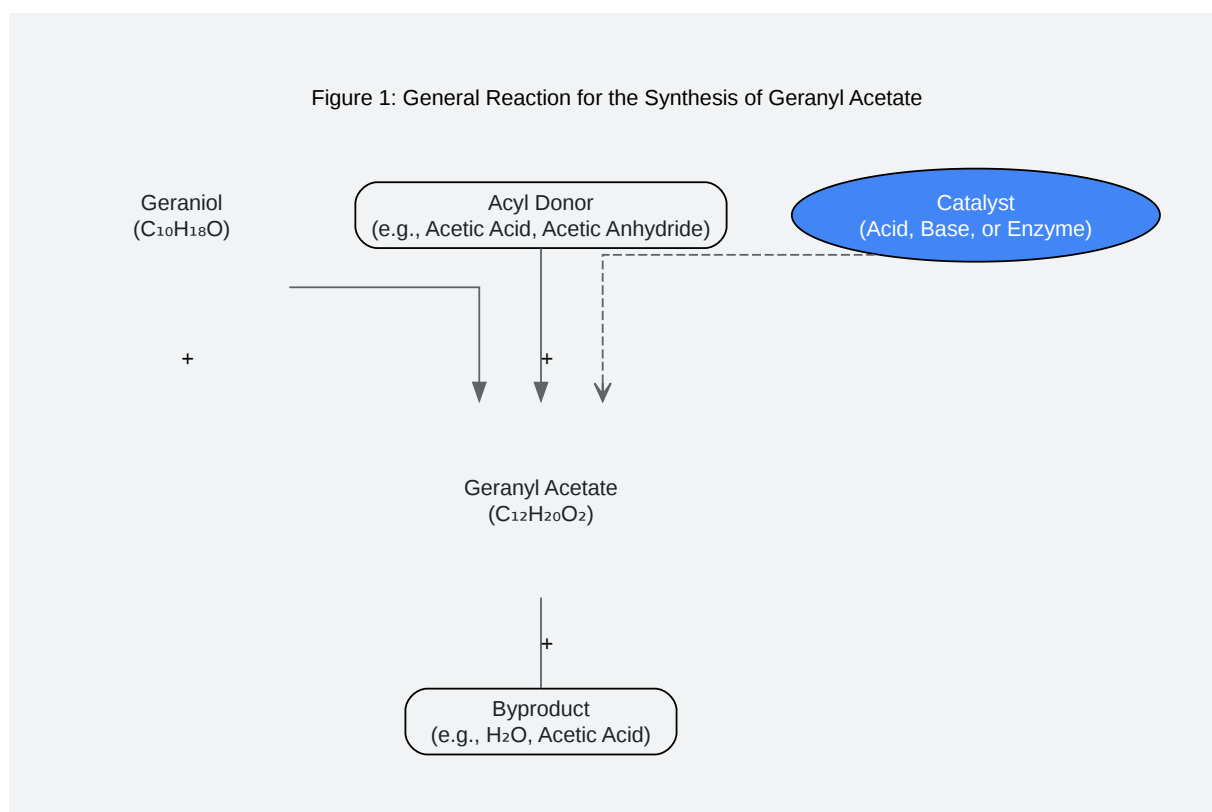 Figure 1: General Reaction for the Synthesis of Geranyl Acetate
Geraniol
(C₁₀H₁₈O)
Acyl Donor
(e.g., Acetic Acid, Acetic Anhydride)
Catalyst
(Acid, Base, or Enzyme)
+
+
Geranyl Acetate
(C₁₂H₂₀O₂)
+
Byproduct
(e.g., H₂O, Acetic Acid)